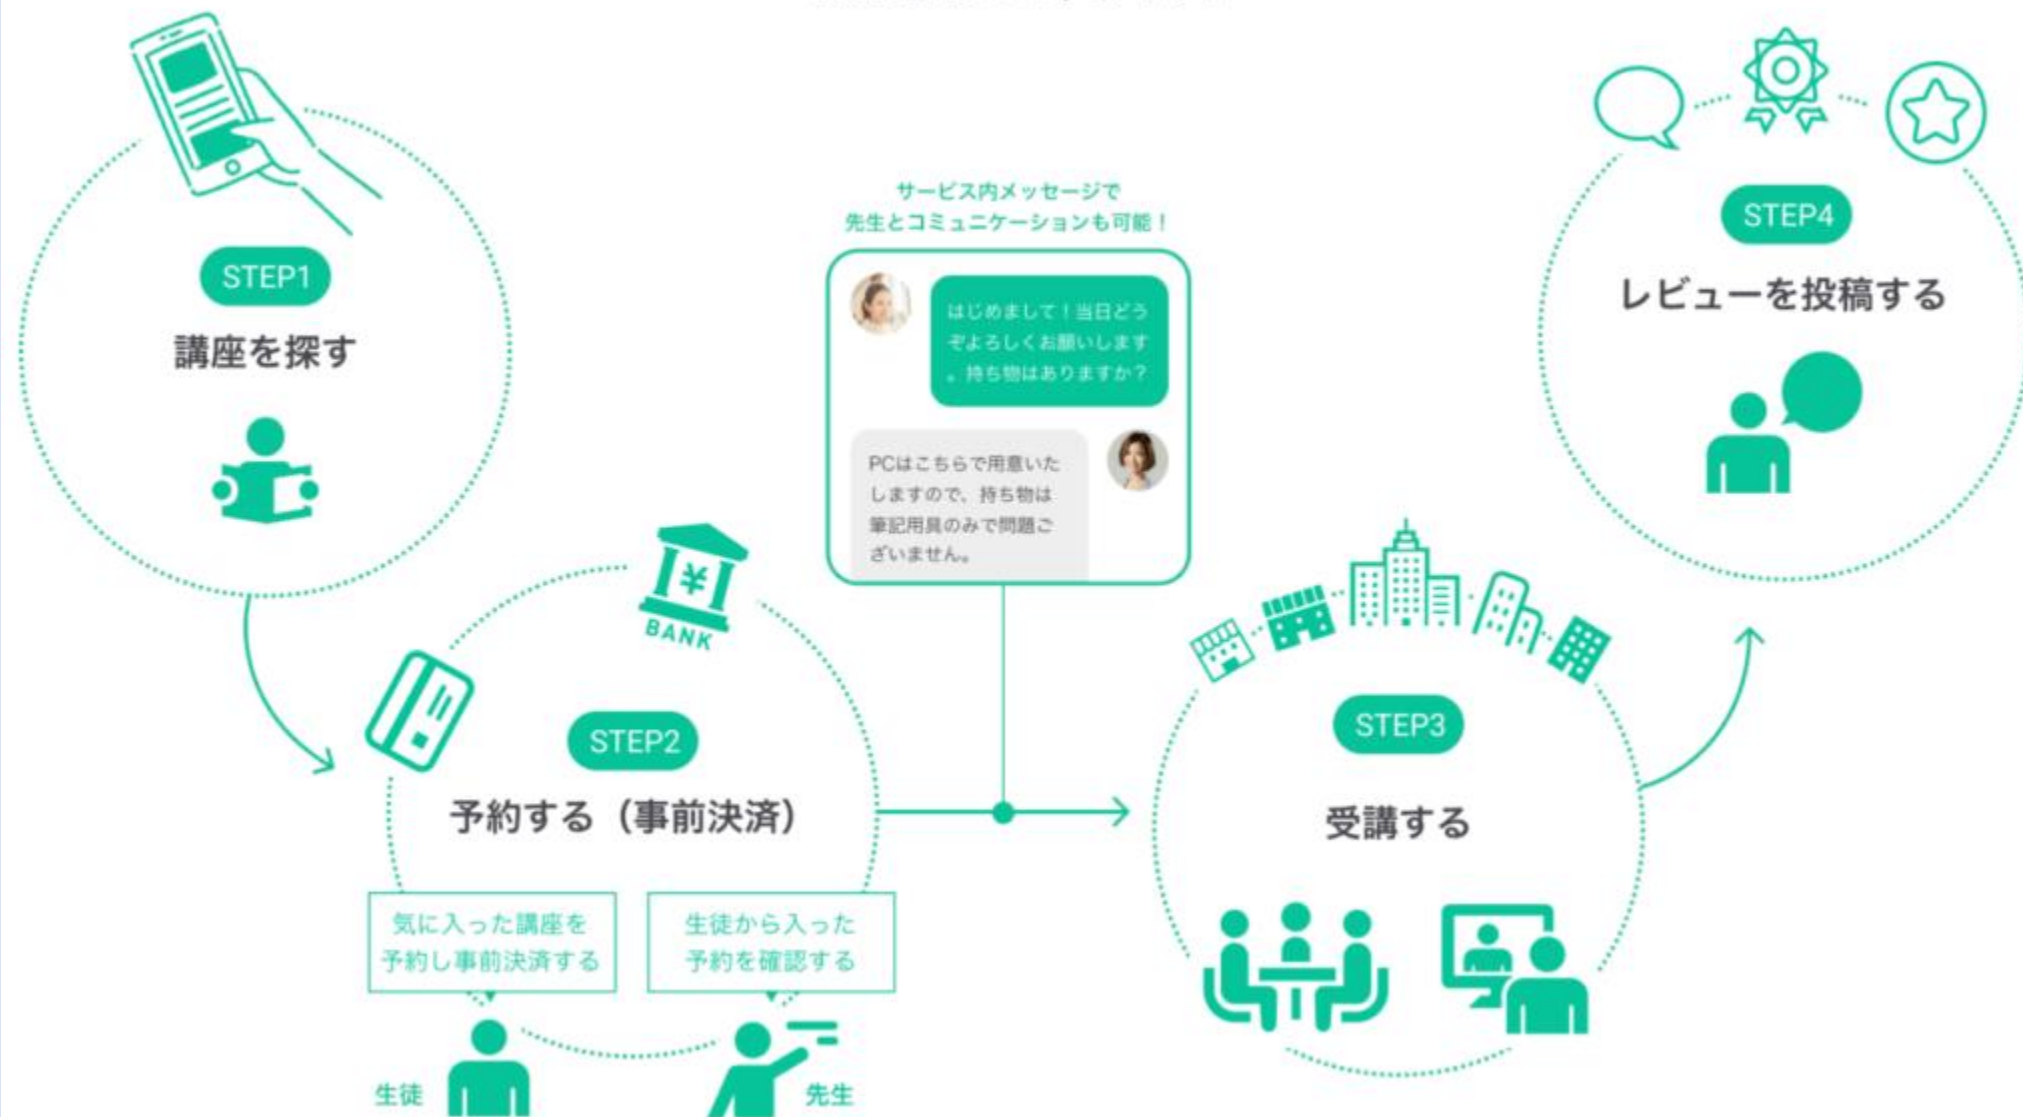 STEP1
講座を探す
BANK
STEP2
予約する（事前決済）
気に入った講座を
予約し事前決済する
生徒から入った
予約を確認する
生徒
先生
サービス内メッセージで
先生とコミュニケーションも可能！
はじめまして！当日どう
ぞよろしくお願いします
。持ち物はありますか？
PCはこちらで用意いた
しますので、持ち物は
筆記用具のみで問題ご
ざいません。
STEP3
受講する
STEP4
レビューを投稿する